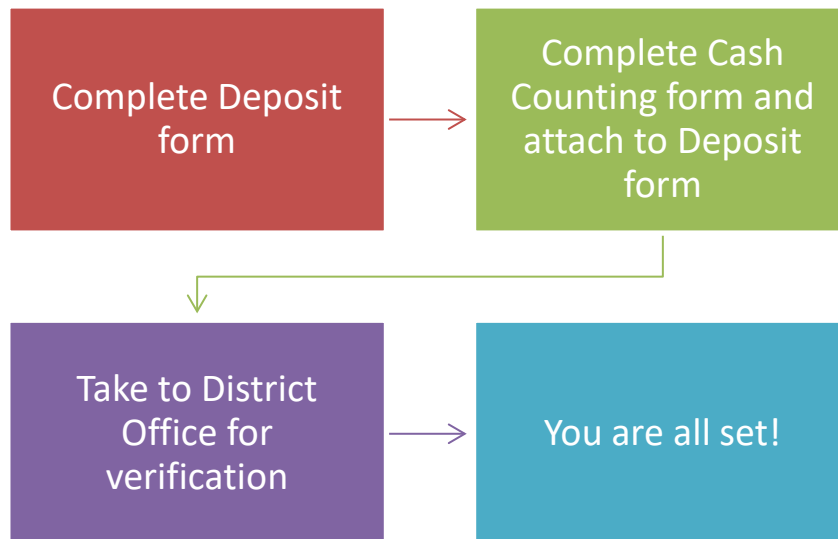 Complete Deposit
form
Complete Cash
Counting form and
attach to Deposit
form
Take to District
Office for
verification
You are all set!